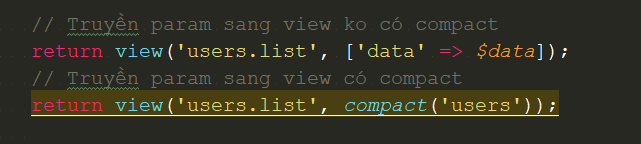 // Truyền param sang view ko có compact
return view('users.list', ['data' => $data]);
// Truyền param sang view có compact
return view('users.list', compact('users'));